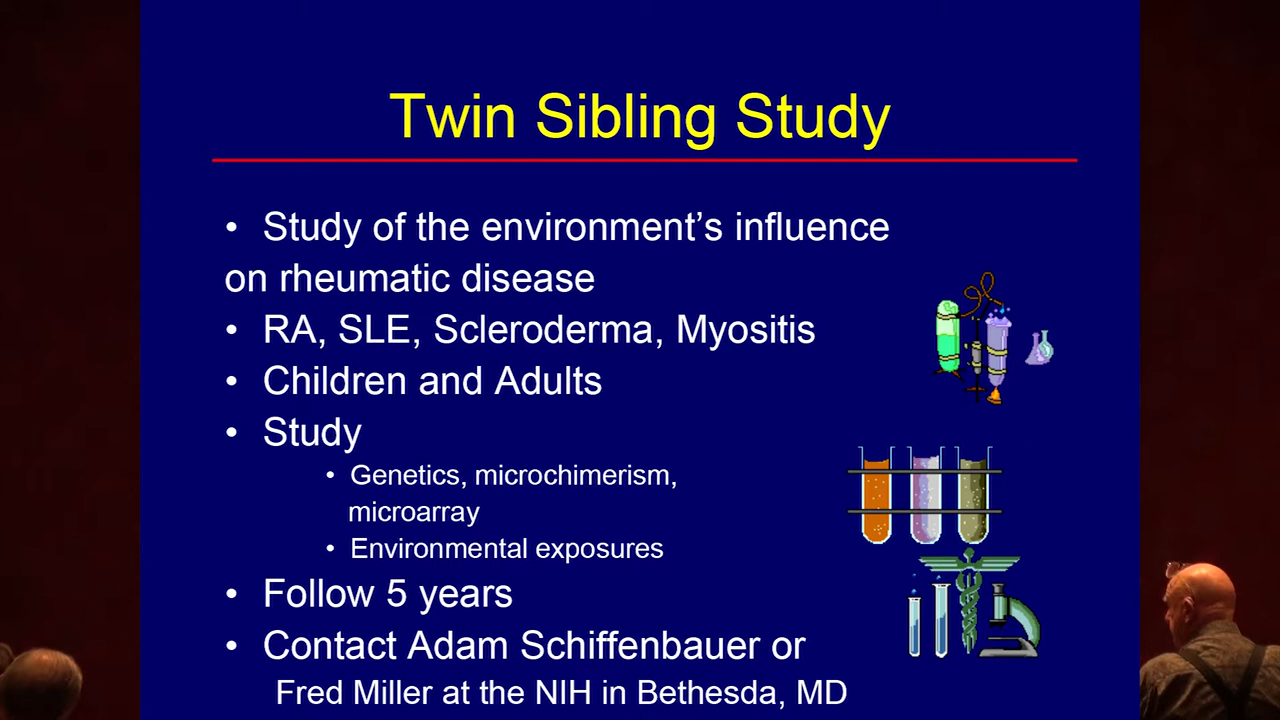 Twin Sibling Study
• Study of the environment’s influence
on rheumatic disease
• RA, SLE, Scleroderma, Myositis
• Children and Adults
• Study
• Genetics, microchimerism,
microarray
• Environmental exposures
• Follow 5 years
• Contact Adam Schiffenbauer or
Fred Miller at the NIH in Bethesda, MD